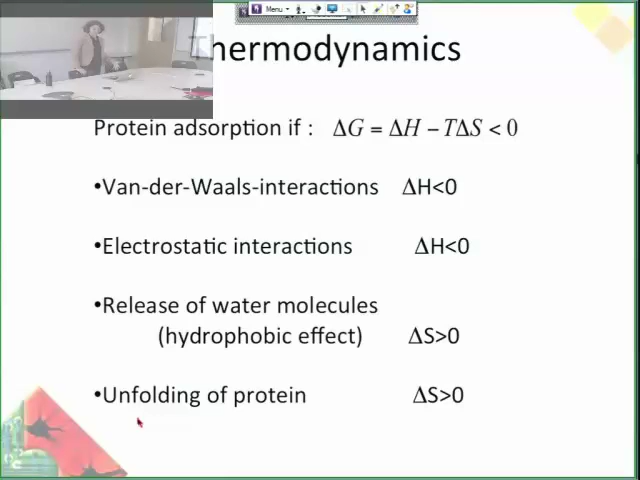 Menu
Thermodynamics
Protein adsorption if : ΔG = ΔH − TΔS < 0
•Van-der-Waals-interactions ΔH<0
•Electrostatic interactions ΔH<0
•Release of water molecules
(hydrophobic effect) ΔS>0
•Unfolding of protein ΔS>0